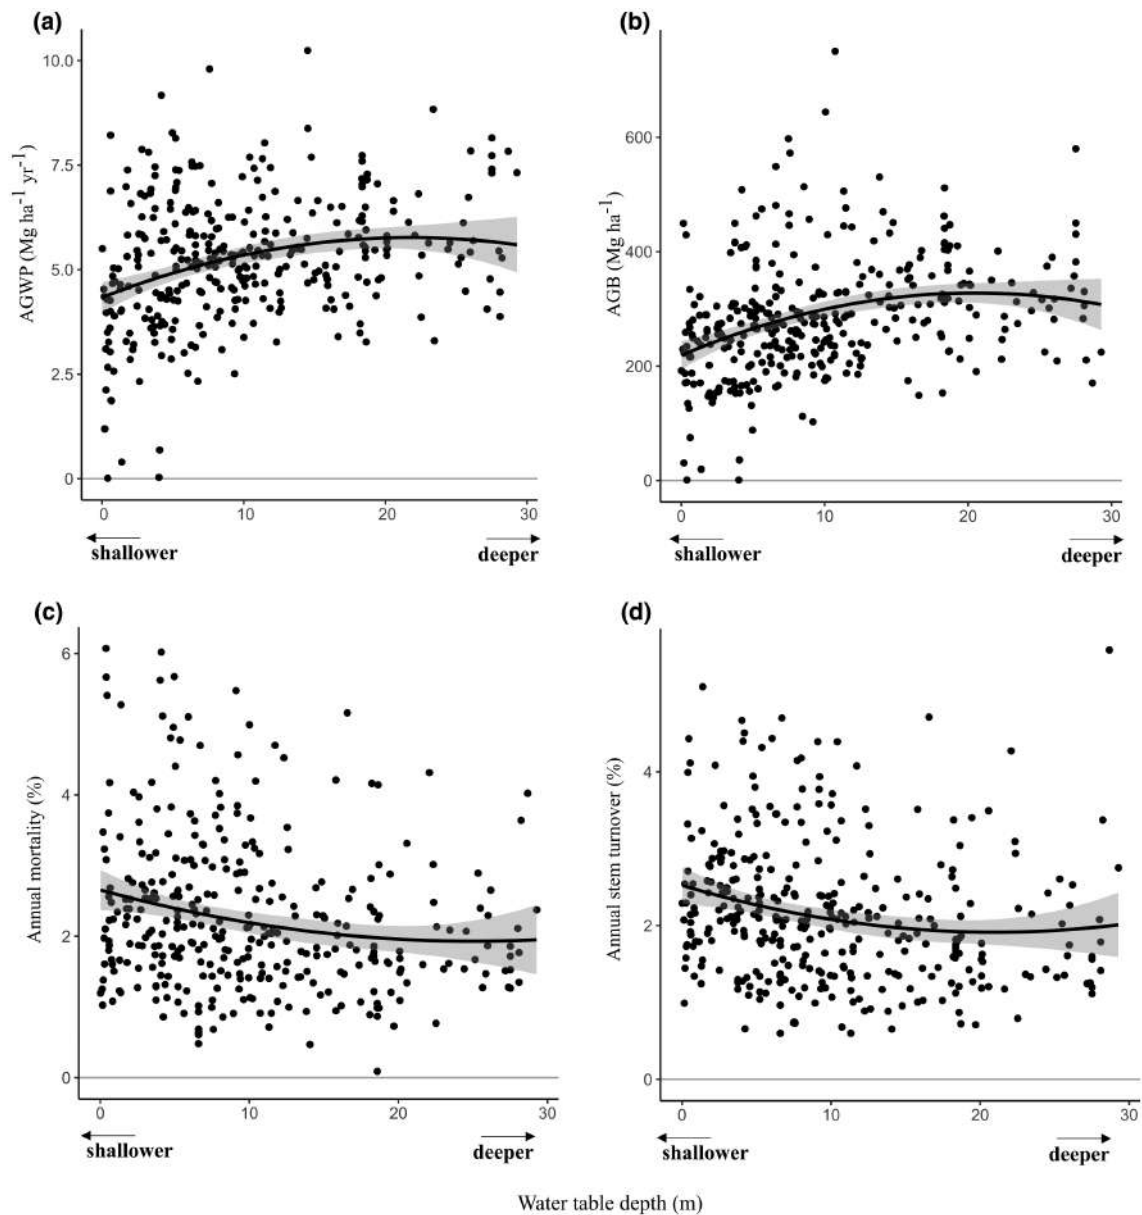 (a)
AGWP (Mg ha⁻¹ yr⁻¹)
10.0
7.5
5.0
2.5
0
0 10 20 30
shallower deeper
(b)
AGB (Mg ha⁻¹)
600
400
200
0
0 10 20 30
shallower deeper
(c)
Annual mortality (%)
6
4
2
0
0 10 20 30
shallower deeper
(d)
Annual stem turnover (%)
4
2
0
0 10 20 30
shallower deeper
Water table depth (m)